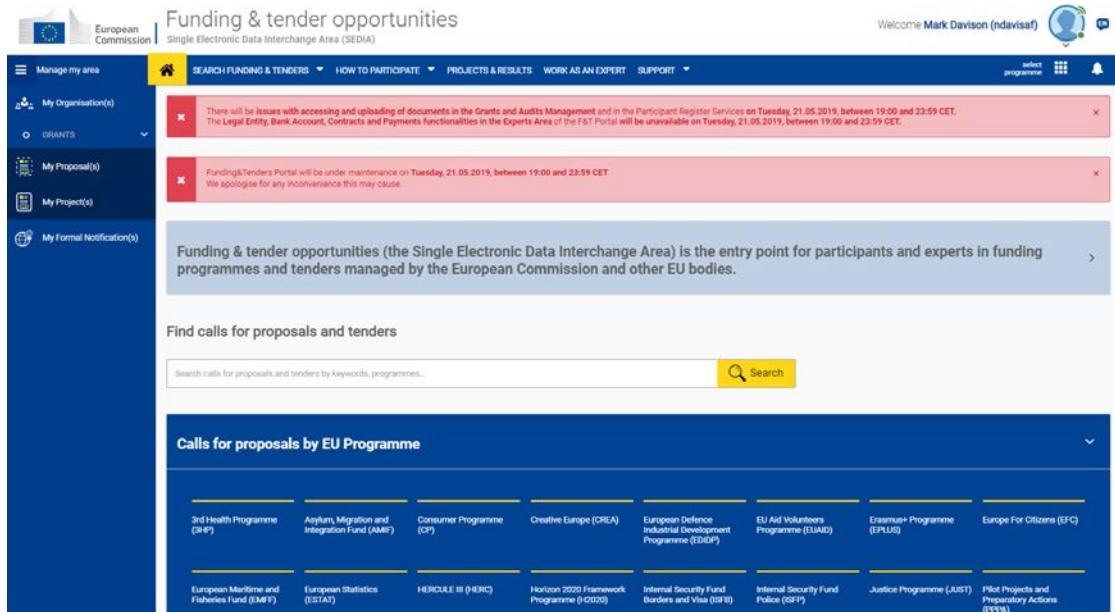 European
Commission
Funding & tender opportunities
Single Electronic Data Interchange Area (SEDIA)
Welcome Mark Davison (ndavisaf)
EN
Manage my area
SEARCH FUNDING & TENDERS HOW TO PARTICIPATE PROJECTS & RESULTS WORK AS AN EXPERT SUPPORT
select
programme
My Organisation(s)
GRANTS
My Proposal(s)
My Project(s)
My Formal Notification(s)
There will be issues with accessing and uploading of documents in the Grants and Audits Management and in the Participant Register Services on Tuesday, 21.05.2019, between 19:00 and 23:59 CET.
The Legal Entity, Bank Account, Contracts and Payments functionalities in the Experts Area of the F&T Portal will be unavailable on Tuesday, 21.05.2019, between 19:00 and 23:59 CET.
Funding&Tenders Portal will be under maintenance on Tuesday, 21.05.2019, between 19:00 and 23:59 CET
We apologise for any inconvenience this may cause.
Funding & tender opportunities (the Single Electronic Data Interchange Area) is the entry point for participants and experts in funding
programmes and tenders managed by the European Commission and other EU bodies.
Find calls for proposals and tenders
Search calls for proposals and tenders by keywords, programmes...
Search
Calls for proposals by EU Programme
3rd Health Programme
(3HP)
Asylum, Migration and
Integration Fund (AMIF)
Consumer Programme
(CP)
Creative Europe (CREA)
European Defence
Industrial Development
Programme (EDIDP)
EU Aid Volunteers
Programme (EUAID)
Erasmus+ Programme
(EPLUS)
Europe For Citizens (EFC)
European Maritime and
Fisheries Fund (EMFF)
European Statistics
(ESTAT)
HERCULE III (HERC)
Horizon 2020 Framework
Programme (H2020)
Internal Security Fund
Borders and Visa (ISFB)
Internal Security Fund
Police (ISFP)
Justice Programme (JUST)
Pilot Projects and
Preparatory Actions
(PPPA)